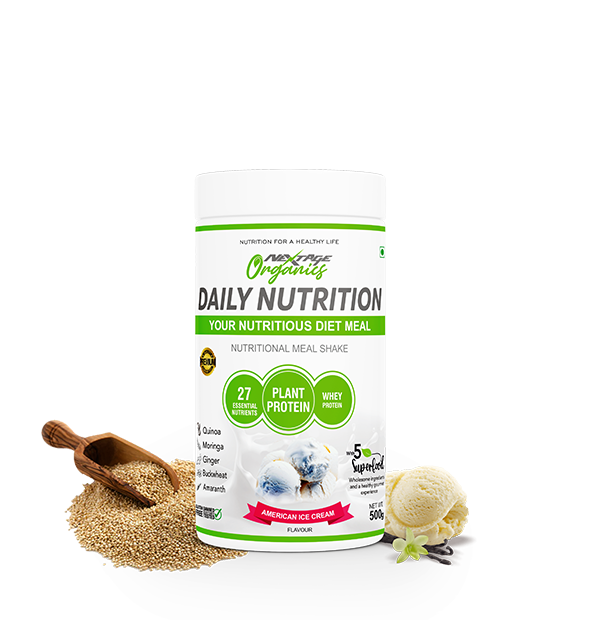 NUTRITION FOR A HEALTHY LIFE
NEXTAGE
Organics
DAILY NUTRITION
YOUR NUTRITIOUS DIET MEAL
NUTRITIONAL MEAL SHAKE
PREMIUM
27
ESSENTIAL
NUTRIENTS
PLANT
PROTEIN
WHEY
PROTEIN
Quinoa
Moringa
Ginger
Buckwheat
Amaranth
5
Superfood
Wholesome ingredients
and a healthy gourmet
experience
AMERICAN ICE CREAM
FLAVOUR
NET WT.
500g